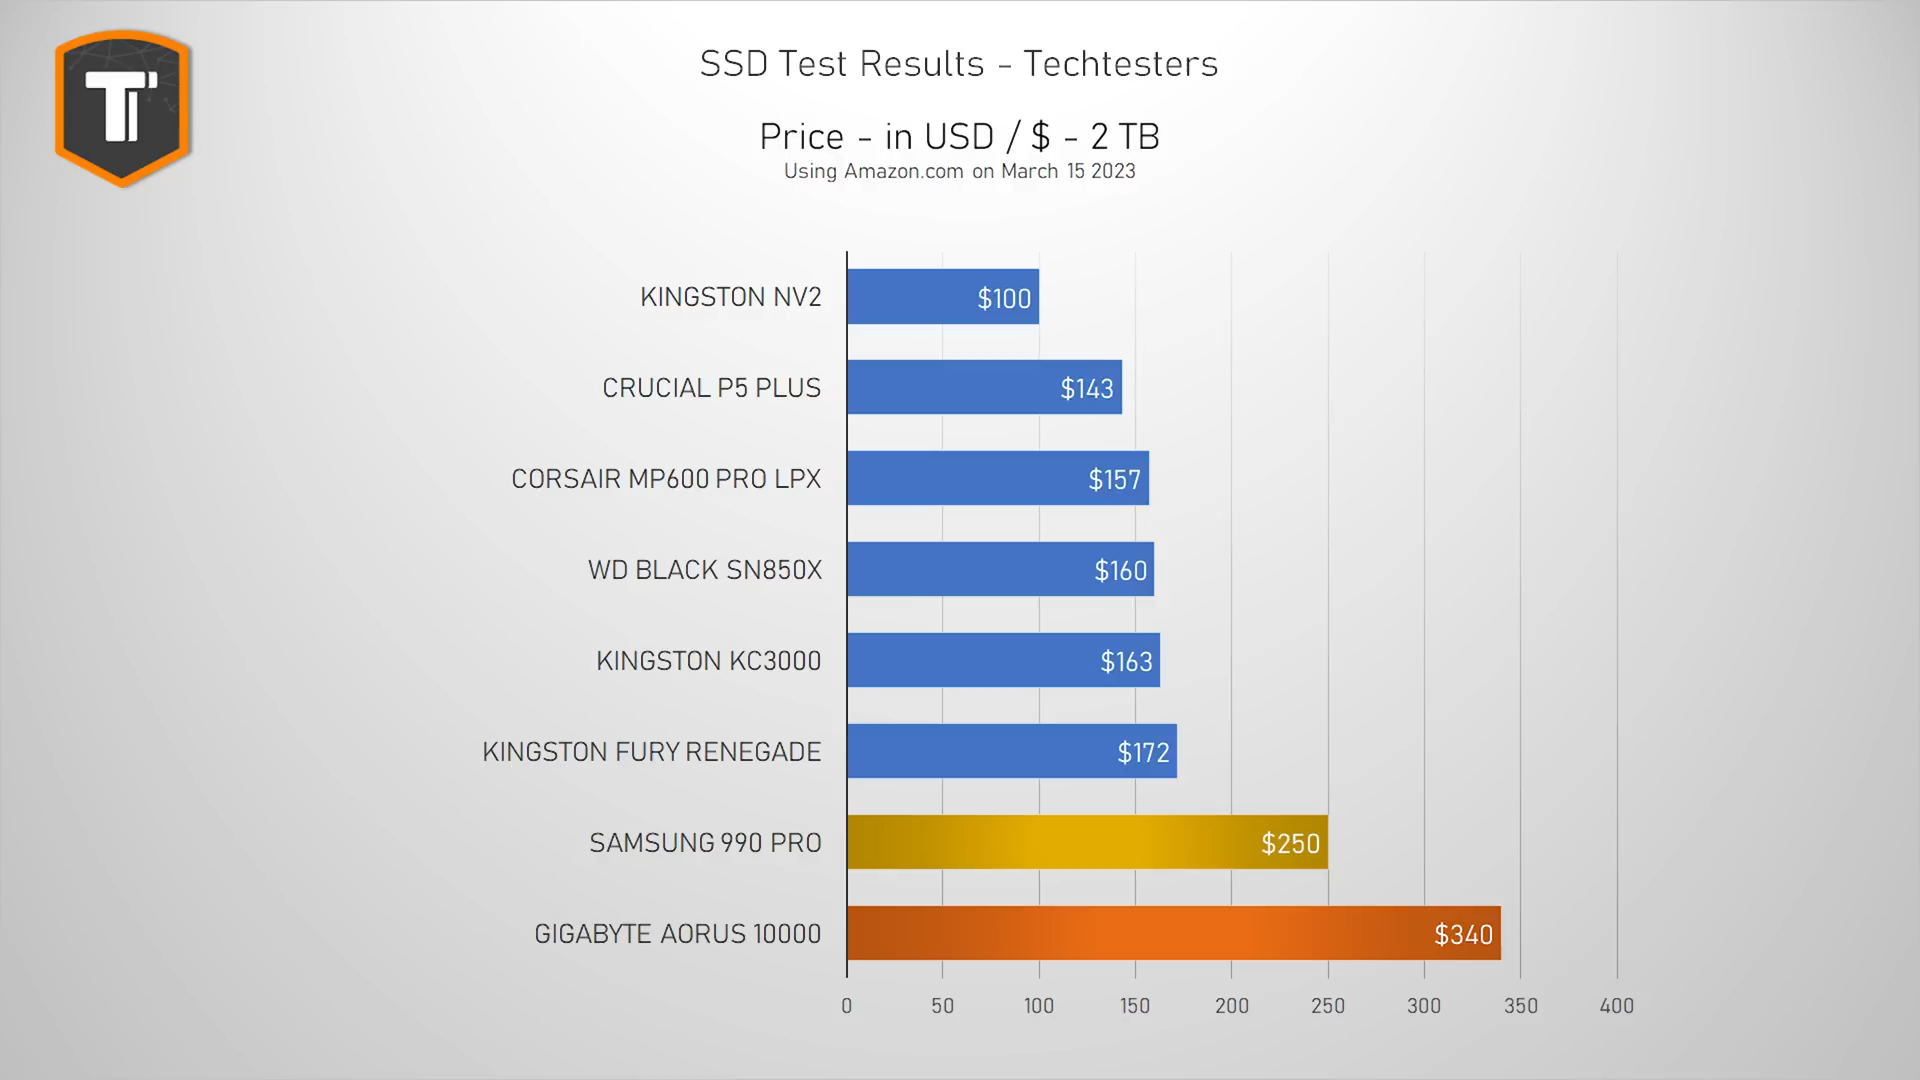 SSD Test Results - Techtesters
Price - in USD / $ - 2 TB
Using Amazon.com on March 15 2023
KINGSTON NV2 $100
CRUCIAL P5 PLUS $143
CORSAIR MP600 PRO LPX $157
WD BLACK SN850X $160
KINGSTON KC3000 $163
KINGSTON FURY RENEGADE $172
SAMSUNG 990 PRO $250
GIGABYTE AORUS 10000 $340
0 50 100 150 200 250 300 350 400